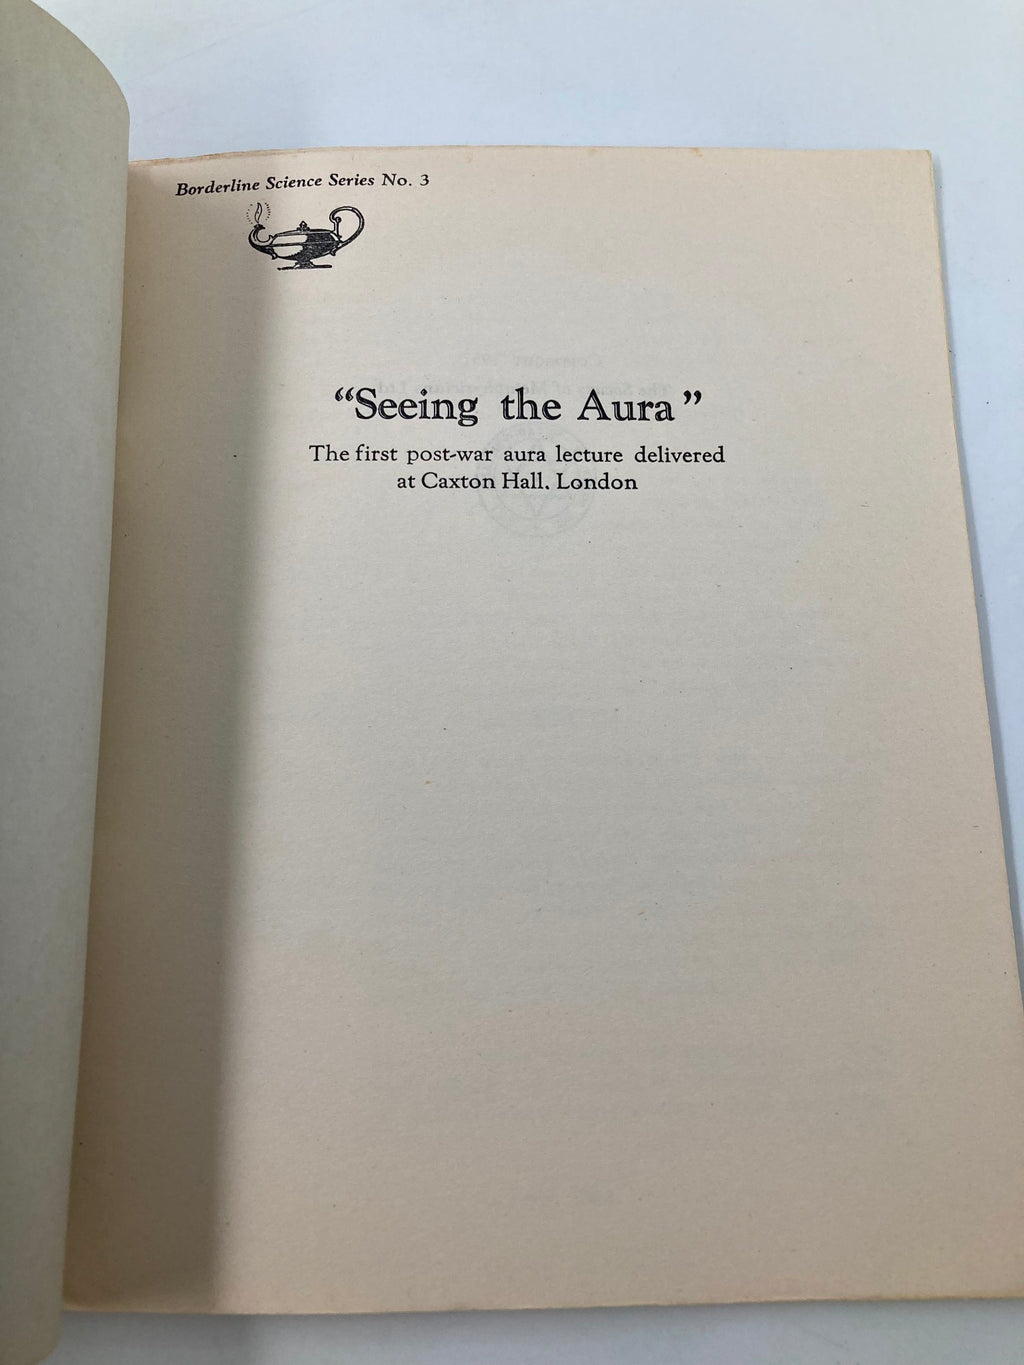 Borderline Science Series No. 3
"Seeing the Aura"
The first post-war aura lecture delivered
at Caxton Hall. London